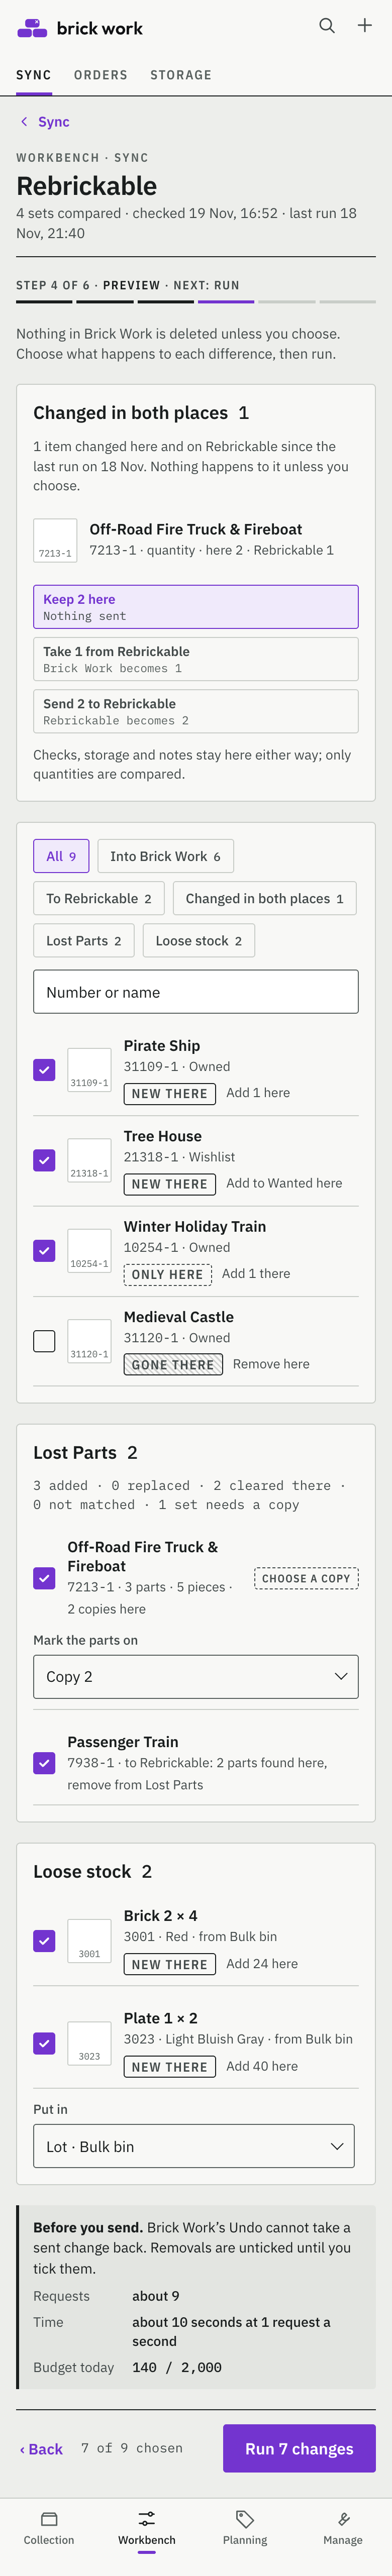 brick work
SYNC ORDERS STORAGE
Sync
WORKBENCH · SYNC
Rebrickable
4 sets compared · checked 19 Nov, 16:52 · last run 18
Nov, 21:40
STEP 4 OF 6 · PREVIEW · NEXT: RUN
Nothing in Brick Work is deleted unless you choose.
Choose what happens to each difference, then run.
Changed in both places 1
1 item changed here and on Rebrickable since the
last run on 18 Nov. Nothing happens to it unless you
choose.
7213-1
Off-Road Fire Truck & Fireboat
7213-1 · quantity · here 2 · Rebrickable 1
Keep 2 here
Nothing sent
Take 1 from Rebrickable
Brick Work becomes 1
Send 2 to Rebrickable
Rebrickable becomes 2
Checks, storage and notes stay here either way; only
quantities are compared.
All 9 Into Brick Work 6
To Rebrickable 2 Changed in both places 1
Lost Parts 2 Loose stock 2
Number or name
31109-1
Pirate Ship
31109-1 · Owned
NEW THERE Add 1 here
21318-1
Tree House
21318-1 · Wishlist
NEW THERE Add to Wanted here
10254-1
Winter Holiday Train
10254-1 · Owned
ONLY HERE Add 1 there
31120-1
Medieval Castle
31120-1 · Owned
GONE THERE Remove here
Lost Parts 2
3 added · 0 replaced · 2 cleared there ·
0 not matched · 1 set needs a copy
Off-Road Fire Truck &
Fireboat
7213-1 · 3 parts · 5 pieces ·
2 copies here
CHOOSE A COPY
Mark the parts on
Copy 2
Passenger Train
7938-1 · to Rebrickable: 2 parts found here,
remove from Lost Parts
Loose stock 2
3001
Brick 2 × 4
3001 · Red · from Bulk bin
NEW THERE Add 24 here
3023
Plate 1 × 2
3023 · Light Bluish Gray · from Bulk bin
NEW THERE Add 40 here
Put in
Lot · Bulk bin
Before you send. Brick Work’s Undo cannot take a
sent change back. Removals are unticked until you
tick them.
Requests about 9
Time about 10 seconds at 1 request a
second
Budget today 140 / 2,000
‹ Back 7 of 9 chosen Run 7 changes
Collection Workbench Planning Manage